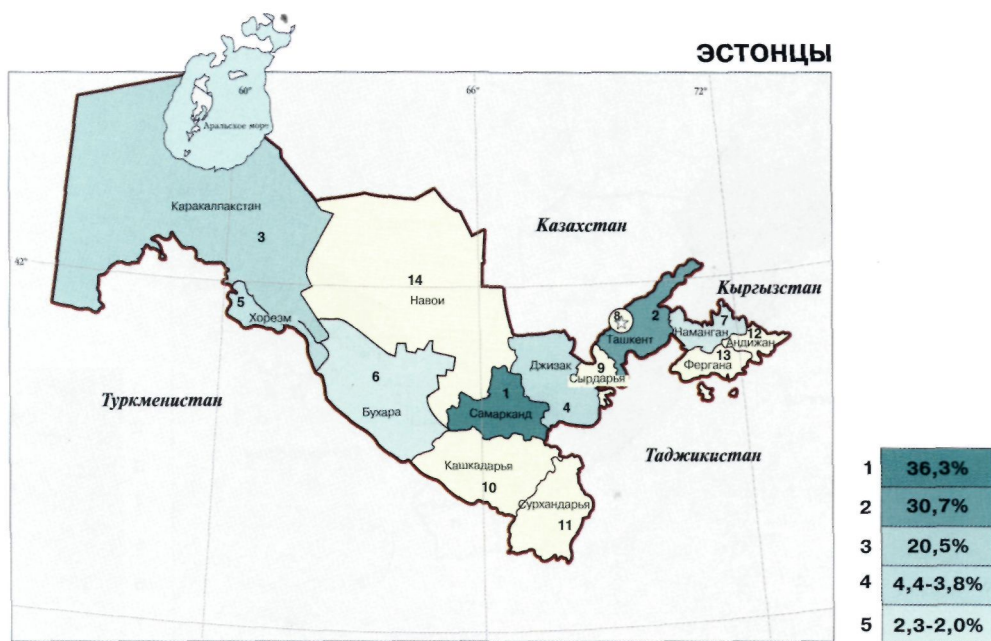 ЭСТОНЦЫ
60°
66°
72°
Аральское море
Каракалпакстан
3
Казахстан
42°
14
Навои
Кыргызстан
5
Хорезм
8
2
Ташкент
7
Наманган
12
Андижан
13
Фергана
9
Сырдарья
Джизак
4
6
Бухара
1
Самарканд
Туркменистан
Таджикистан
Кашкадарья
10
Сурхандарья
11
1 36,3%
2 30,7%
3 20,5%
4 4,4-3,8%
5 2,3-2,0%